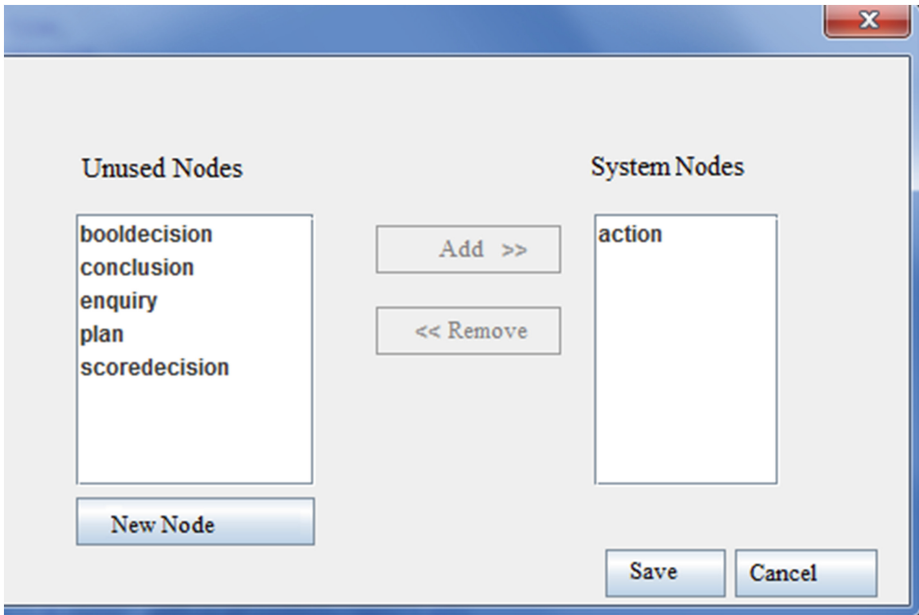 Unused Nodes
System Nodes
booldecision
conclusion
enquiry
plan
scoredecision
Add >>
<< Remove
action
New Node
Save
Cancel